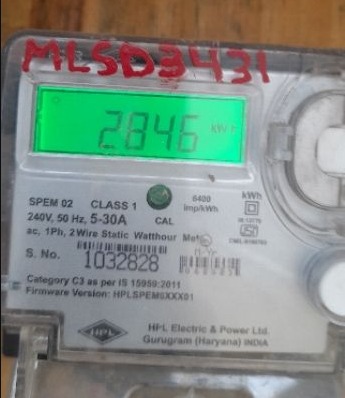 MLSD3431
2846 kWh
SPEM 02 CLASS 1 6400 kWh
240V, 50 Hz, 5-30A CAL imp/kWh
ac, 1Ph, 2 Wire Static Watthour Meter
S. No. 1032828
Category C3 as per IS 15959:2011
Firmware Version: HPLSPEM0XXX01
HPL HPL Electric & Power Ltd.
Gurugram (Haryana) INDIA